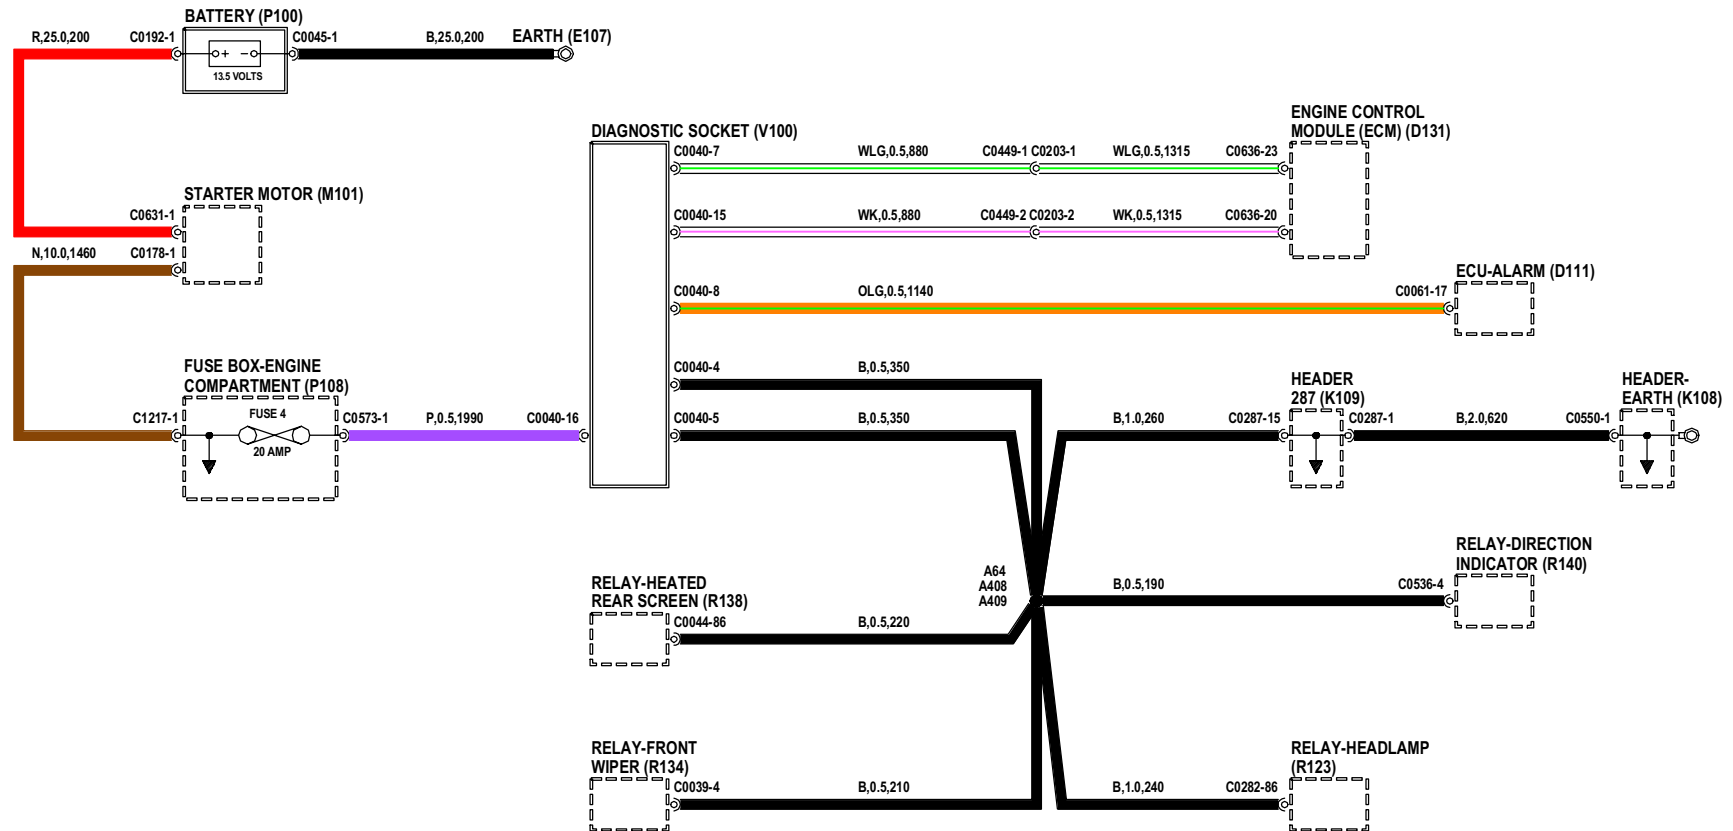 BATTERY (P100)
R,25.0,200 C0192-1 C0045-1 B,25.0,200 EARTH (E107)
+ −
13.5 VOLTS
ENGINE CONTROL
MODULE (ECM) (D131)
DIAGNOSTIC SOCKET (V100)
C0040-7 WLG,0.5,880 C0449-1 C0203-1 WLG,0.5,1315 C0636-23
STARTER MOTOR (M101)
C0631-1 C0040-15 WK,0.5,880 C0449-2 C0203-2 WK,0.5,1315 C0636-20
N,10.0,1460 C0178-1
ECU-ALARM (D111)
C0040-8 OLG,0.5,1140 C0061-17
FUSE BOX-ENGINE
COMPARTMENT (P108)
C0040-4 B,0.5,350
HEADER
287 (K109)
HEADER-
EARTH (K108)
C1217-1 FUSE 4 C0573-1 P,0.5,1990 C0040-16 C0040-5 B,0.5,350 B,1.0,260 C0287-15 C0287-1 B,2.0,620 C0550-1
20 AMP
RELAY-DIRECTION
INDICATOR (R140)
A64
A408
A409
B,0.5,190 C0536-4
RELAY-HEATED
REAR SCREEN (R138)
C0044-86 B,0.5,220
RELAY-FRONT
WIPER (R134)
C0039-4 B,0.5,210
RELAY-HEADLAMP
(R123)
B,1.0,240 C0282-86